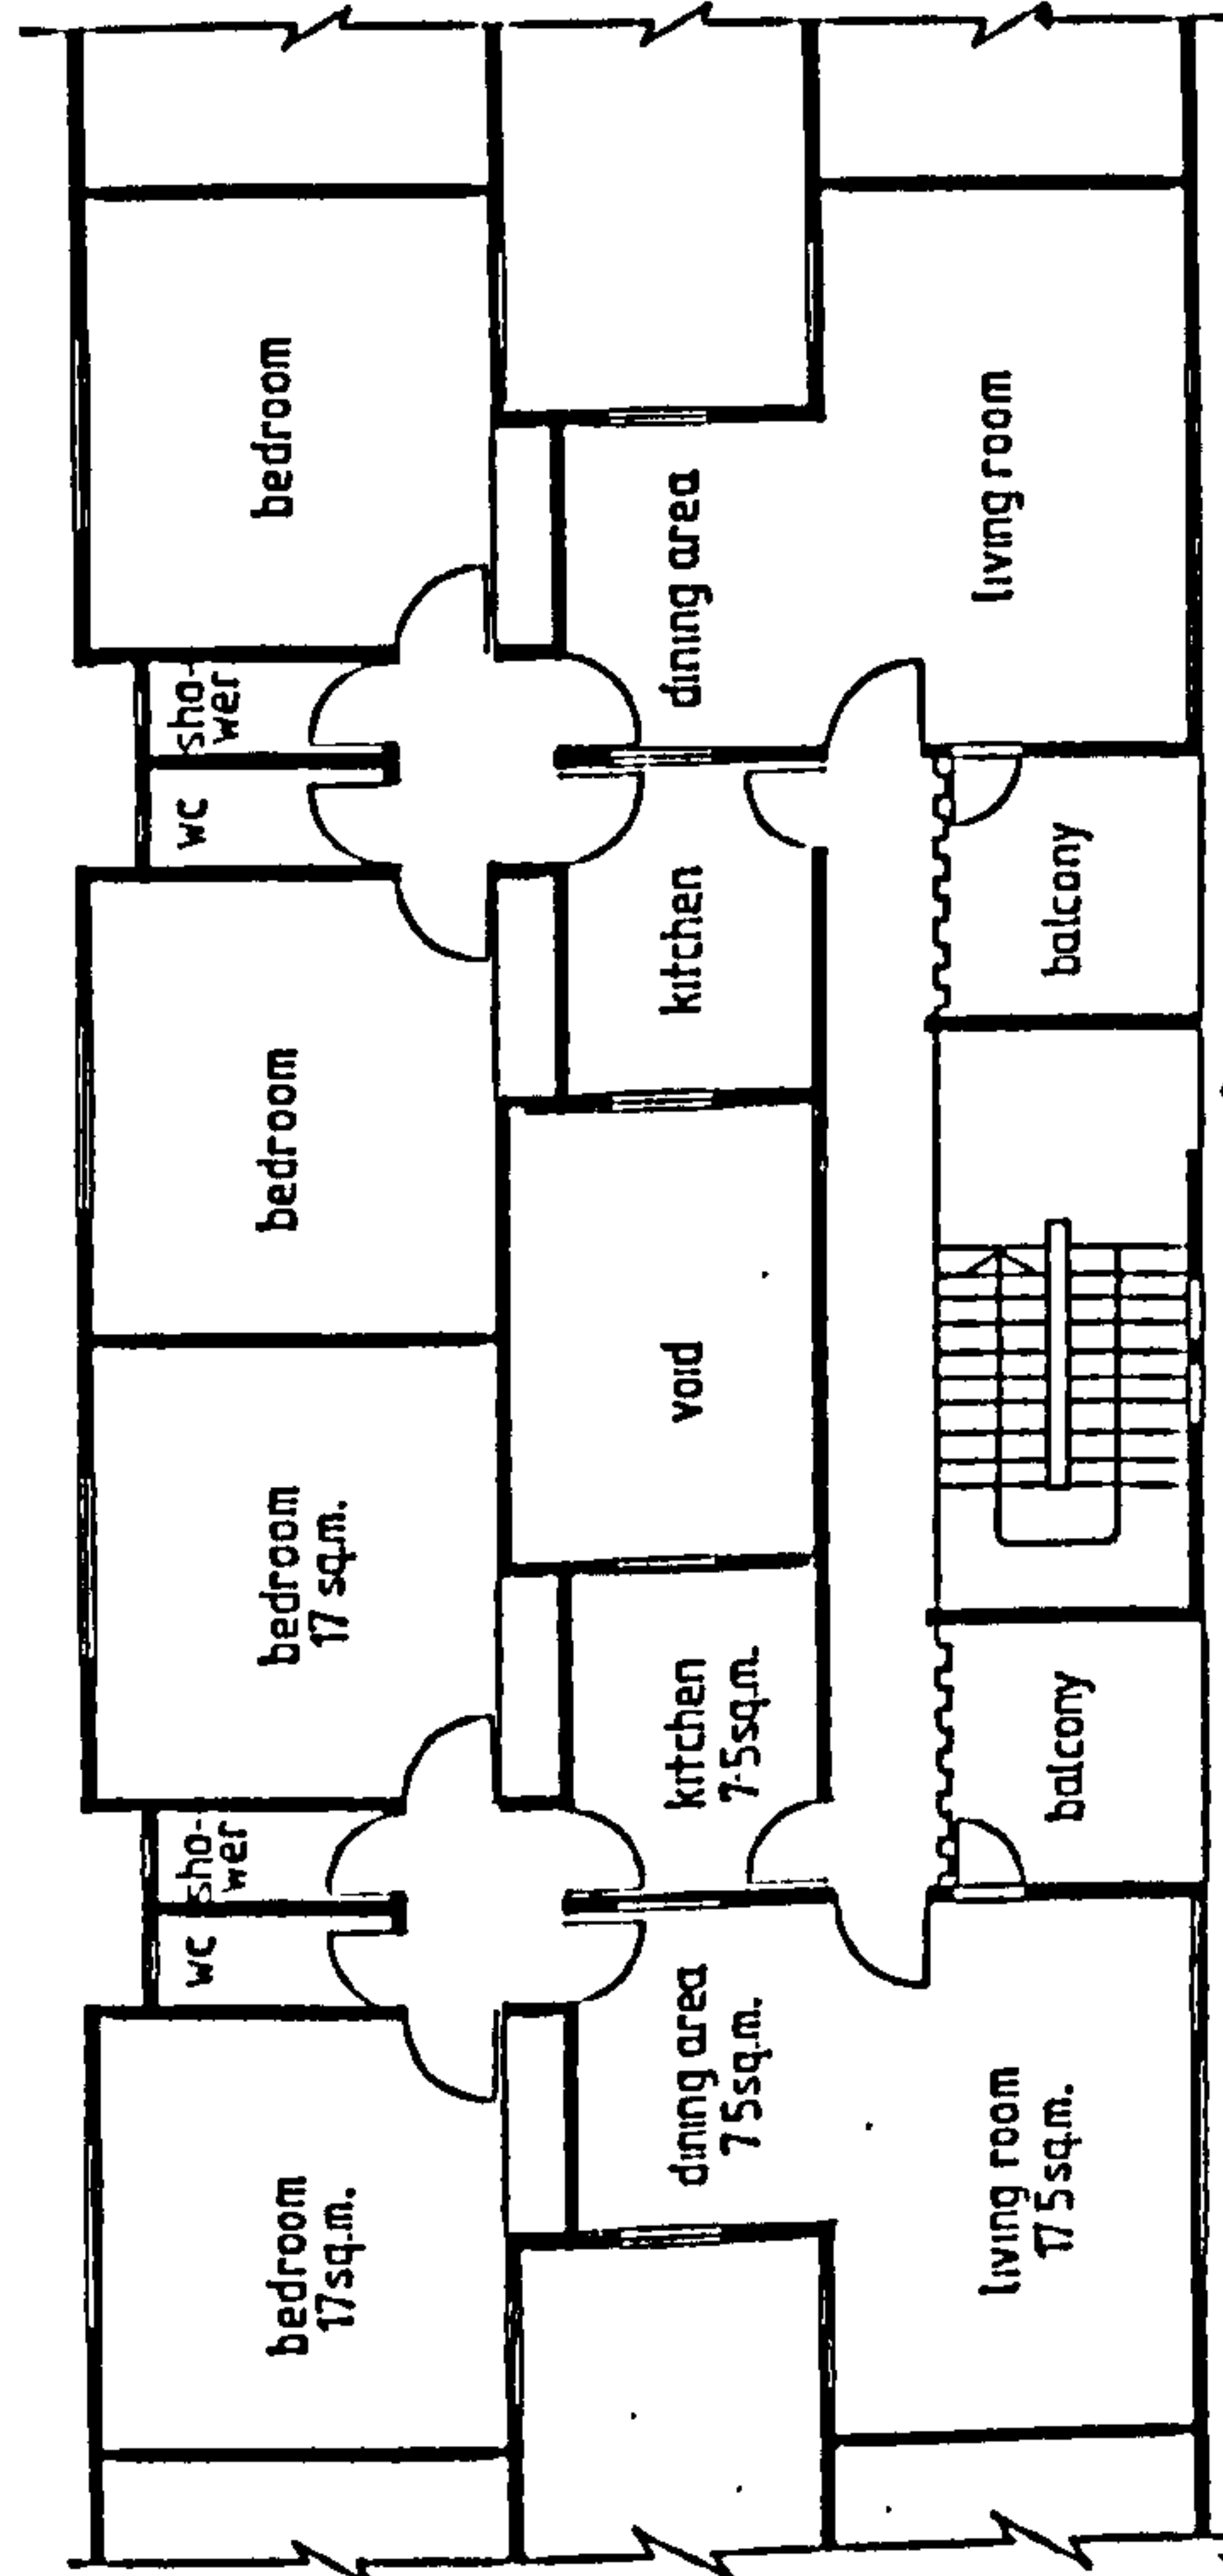 bedroom
17sq.m.
wc
sho-
wer
bedroom
17 sq.m.
bedroom
wc
sho-
wer
bedroom
dining area
7 5sq.m.
kitchen
7·5sq.m.
void
kitchen
dining area
living room
17 5sq.m.
balcony
balcony
living room